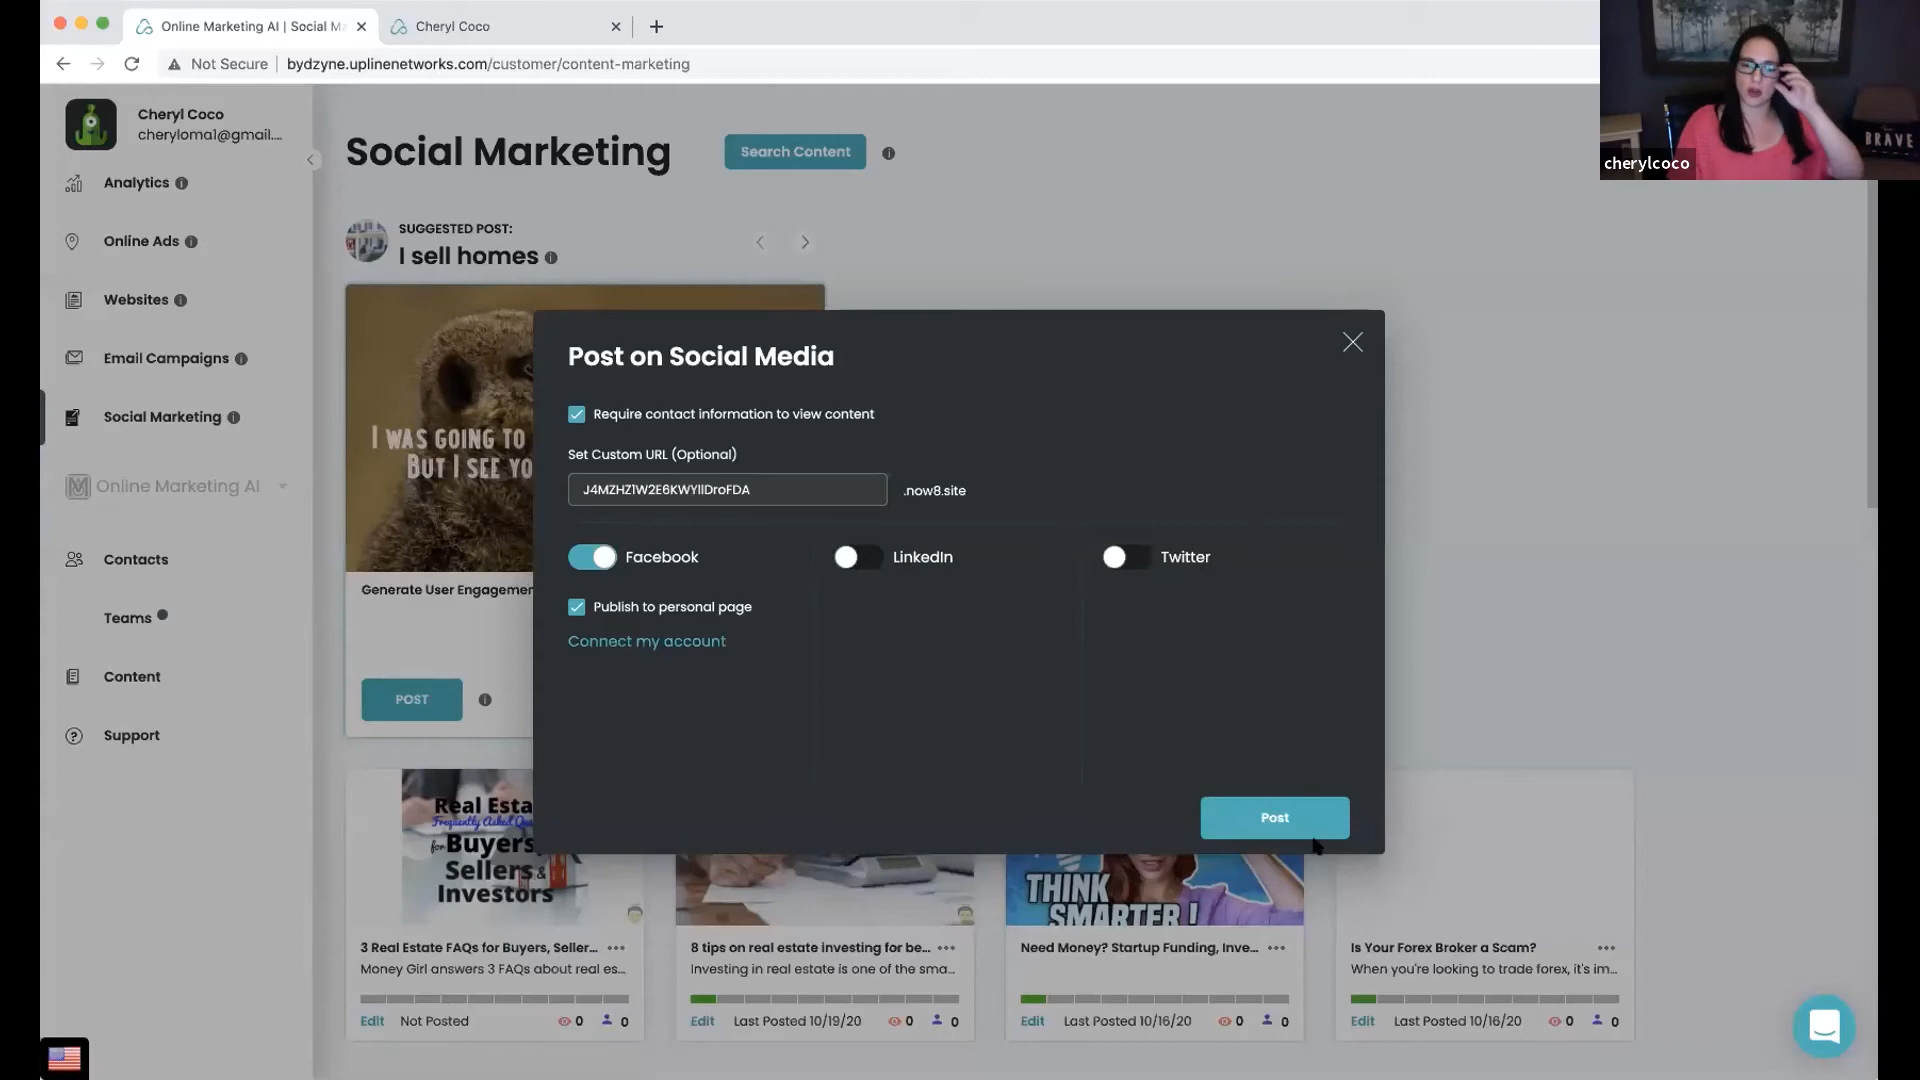 Online Marketing AI | Social M
Cheryl Coco
Not Secure
bydzyne.uplinenetworks.com/customer/content-marketing
Cheryl Coco
cheryloma1@gmail....
Analytics
Online Ads
Websites
Email Campaigns
Social Marketing
Online Marketing AI
Contacts
Teams
Content
Support
Social Marketing
Search Content
SUGGESTED POST:
I sell homes
I WAS GOING TO
BUT I SEE YO
Generate User Engagemen
POST
Post on Social Media
Require contact information to view content
Set Custom URL (Optional)
.now8.site
Facebook
LinkedIn
Twitter
Publish to personal page
Connect my account
Post
Real Esta
Frequently Asked
for Buyers,
Sellers &
Investors
3 Real Estate FAQs for Buyers, Seller...
Money Girl answers 3 FAQs about real es...
Edit Not Posted 0 0
8 tips on real estate investing for be...
Investing in real estate is one of the sma...
Edit Last Posted 10/19/20 0 0
THINK
SMARTER!
Need Money? Startup Funding, Inve...
Edit Last Posted 10/16/20 0 0
Is Your Forex Broker a Scam?
When you're looking to trade forex, it's im...
Edit Last Posted 10/16/20 0 0
BRAVE
cherylcoco